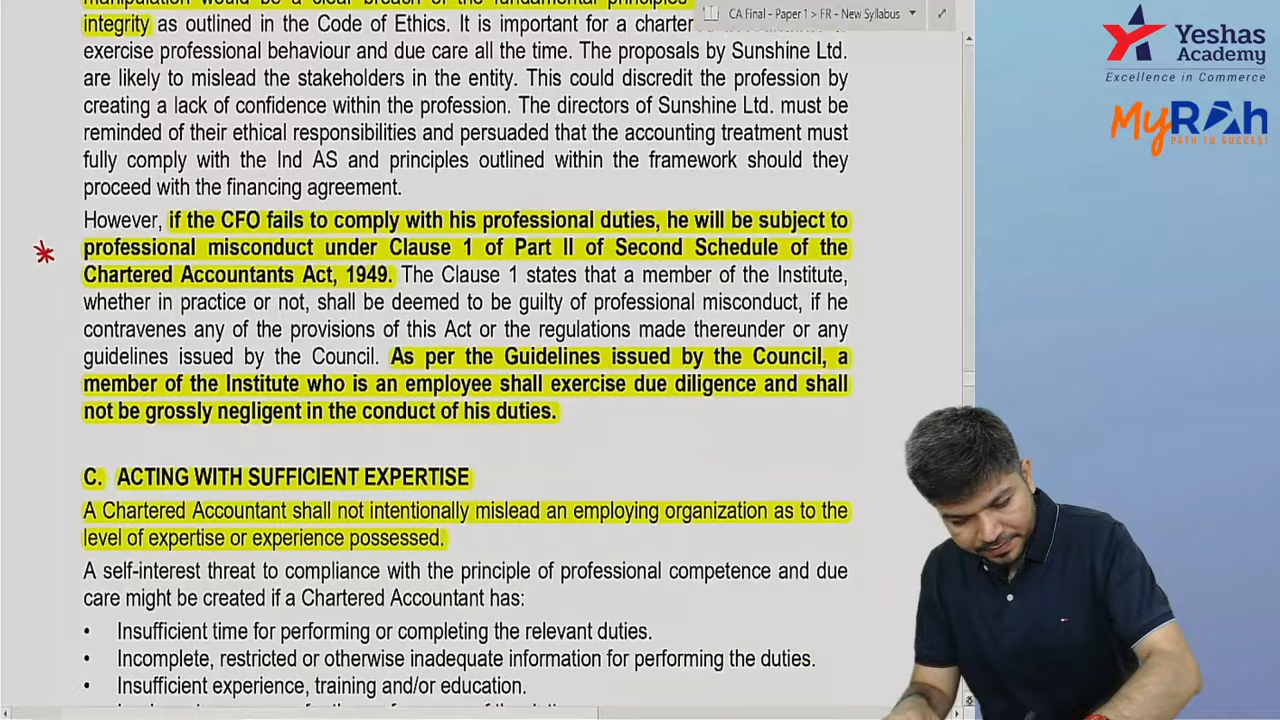 manipulation would be a clear breach of the fundamental principles
integrity as outlined in the Code of Ethics. It is important for a
exercise professional behaviour and due care all the time. The proposals by Sunshine Ltd.
are likely to mislead the stakeholders in the entity. This could discredit the profession by
creating a lack of confidence within the profession. The directors of Sunshine Ltd. must be
reminded of their ethical responsibilities and persuaded that the accounting treatment must
fully comply with the Ind AS and principles outlined within the framework should they
proceed with the financing agreement.
However, if the CFO fails to comply with his professional duties, he will be subject to
professional misconduct under Clause 1 of Part II of Second Schedule of the
Chartered Accountants Act, 1949. The Clause 1 states that a member of the Institute,
whether in practice or not, shall be deemed to be guilty of professional misconduct, if he
contravenes any of the provisions of this Act or the regulations made thereunder or any
guidelines issued by the Council. As per the Guidelines issued by the Council, a
member of the Institute who is an employee shall exercise due diligence and shall
not be grossly negligent in the conduct of his duties.
C. ACTING WITH SUFFICIENT EXPERTISE
A Chartered Accountant shall not intentionally mislead an employing organization as to the
level of expertise or experience possessed.
A self-interest threat to compliance with the principle of professional competence and due
care might be created if a Chartered Accountant has:
• Insufficient time for performing or completing the relevant duties.
• Incomplete, restricted or otherwise inadequate information for performing the duties.
• Insufficient experience, training and/or education.
CA Final - Paper 1 > FR - New Syllabus
Yeshas
Academy
Excellence in Commerce
MyRAh
PATH TO SUCCESS